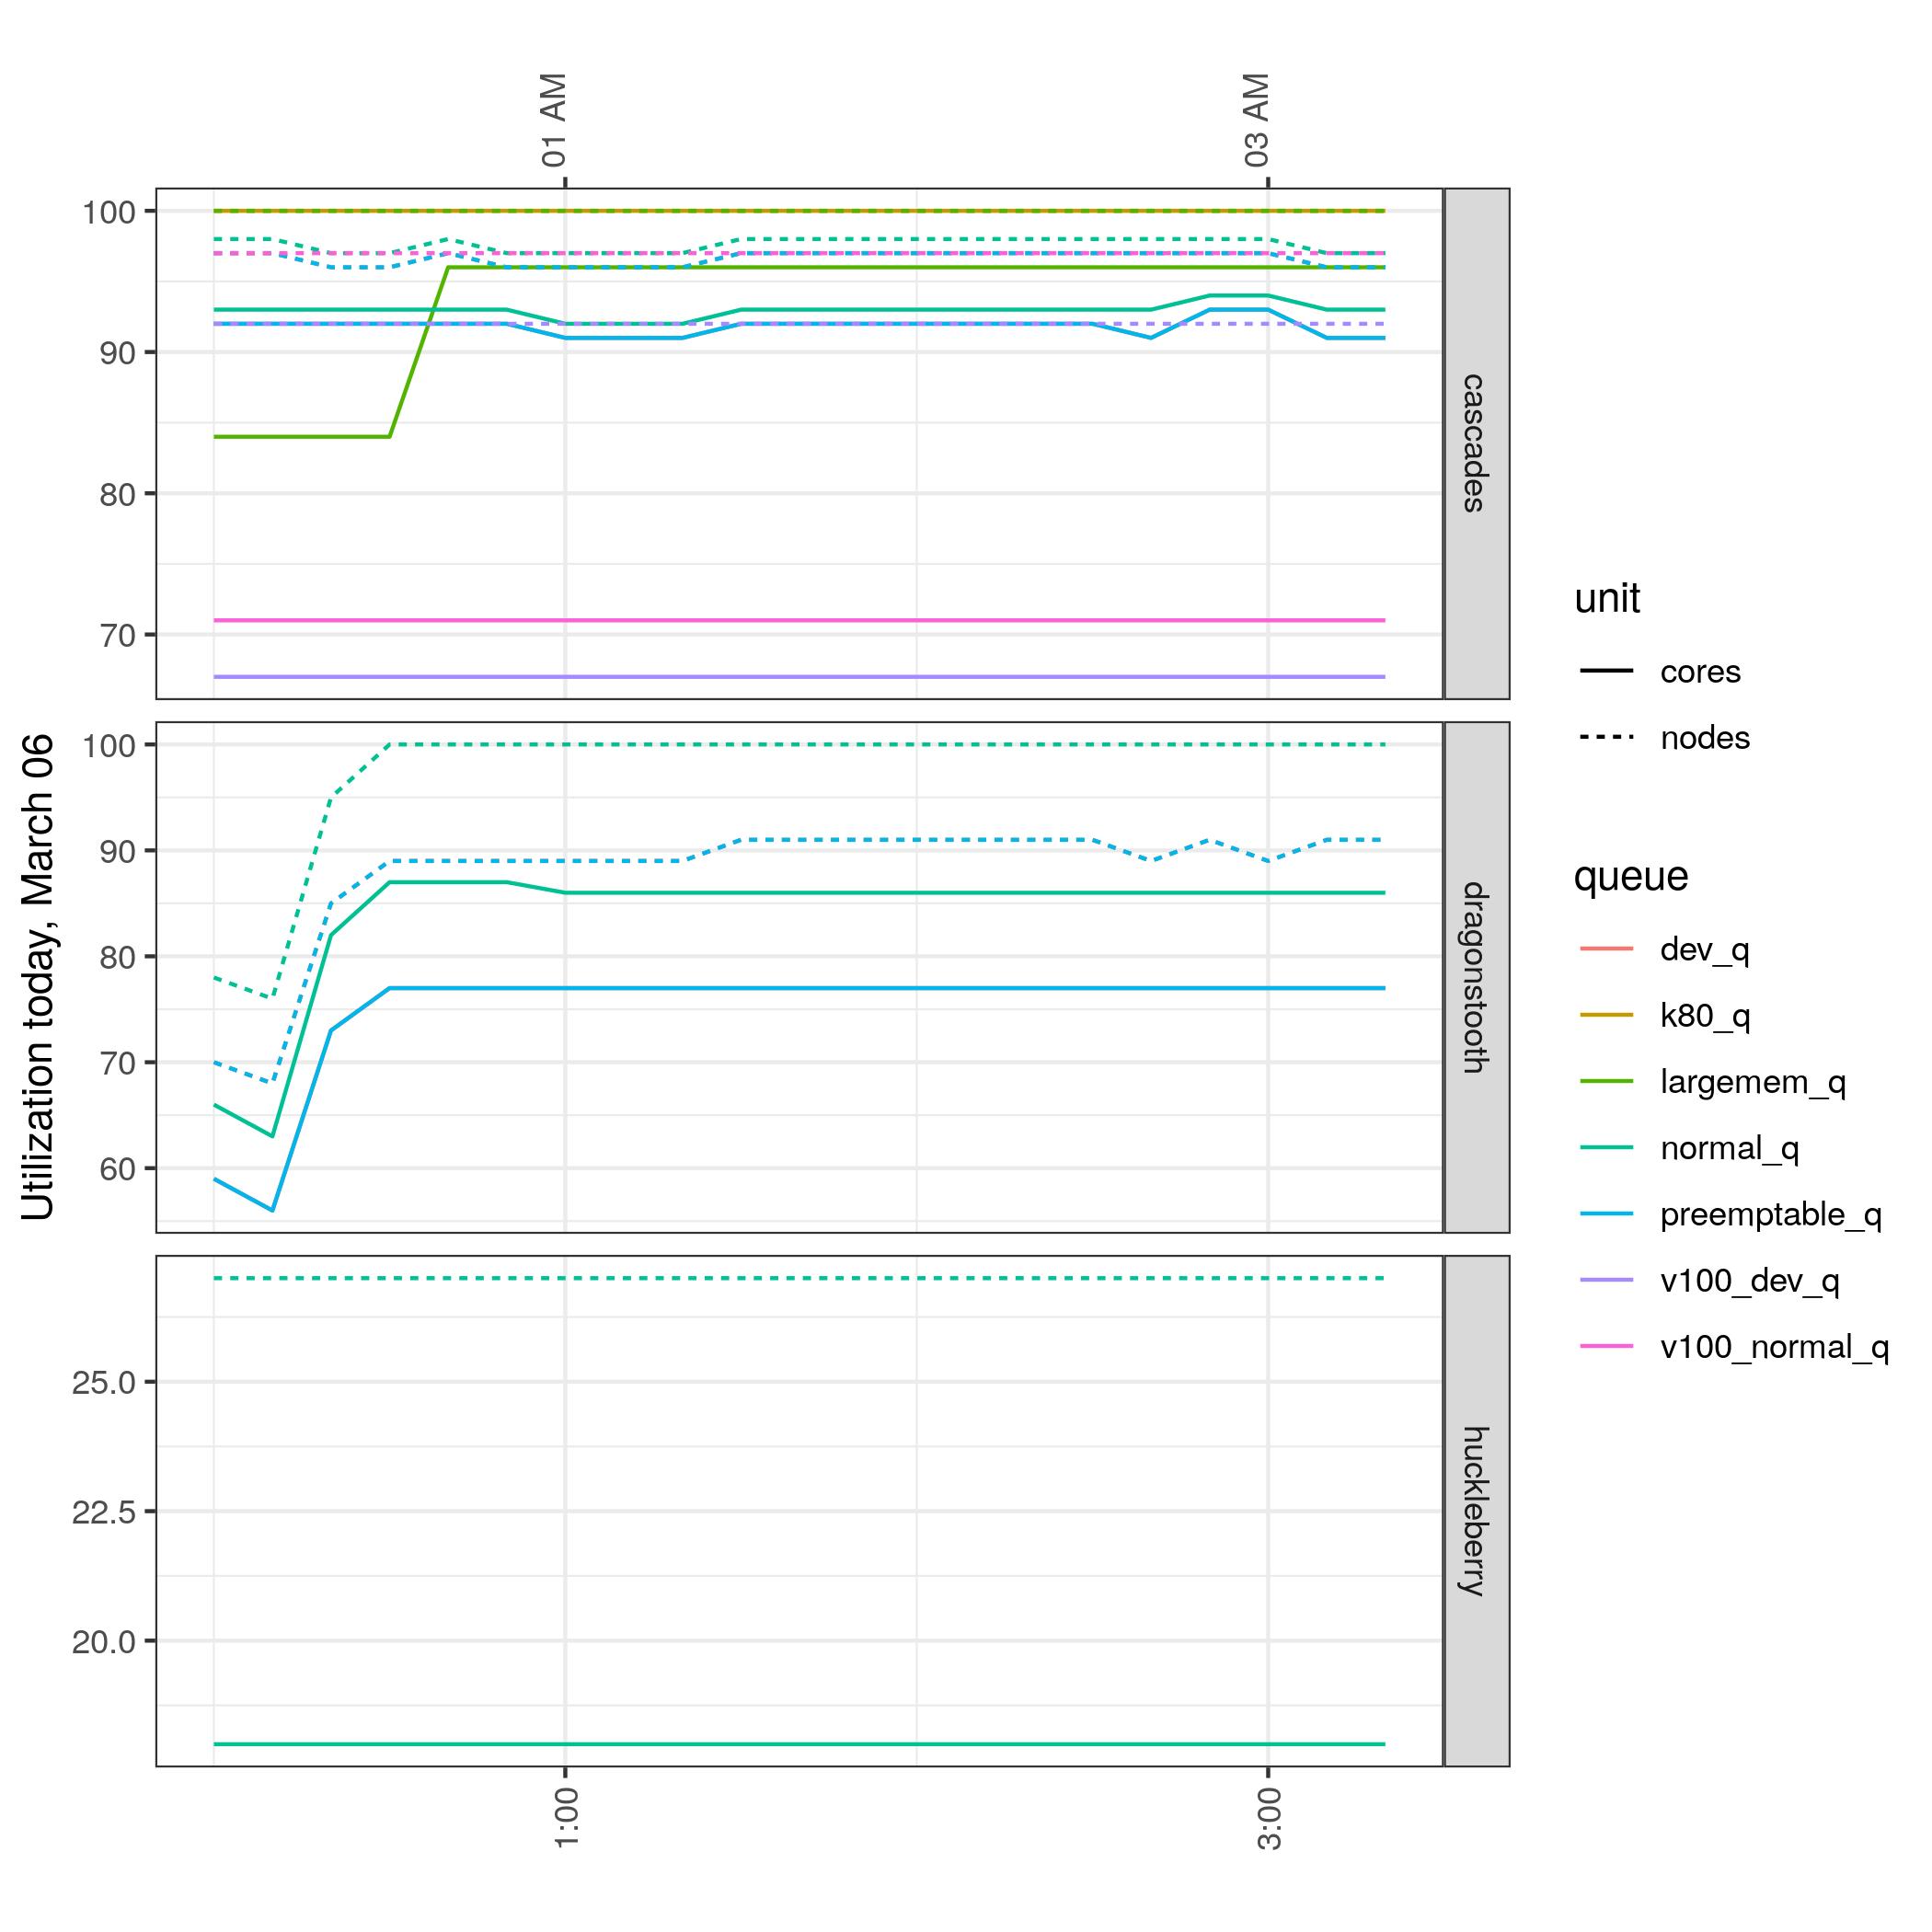 01 AM
03 AM
Utilization today, March 06
100
90
80
70
cascades
100
90
80
70
60
dragonstooth
25.0
22.5
20.0
huckleberry
1:00
3:00
unit
cores
nodes
queue
dev_q
k80_q
largemem_q
normal_q
preemptable_q
v100_dev_q
v100_normal_q